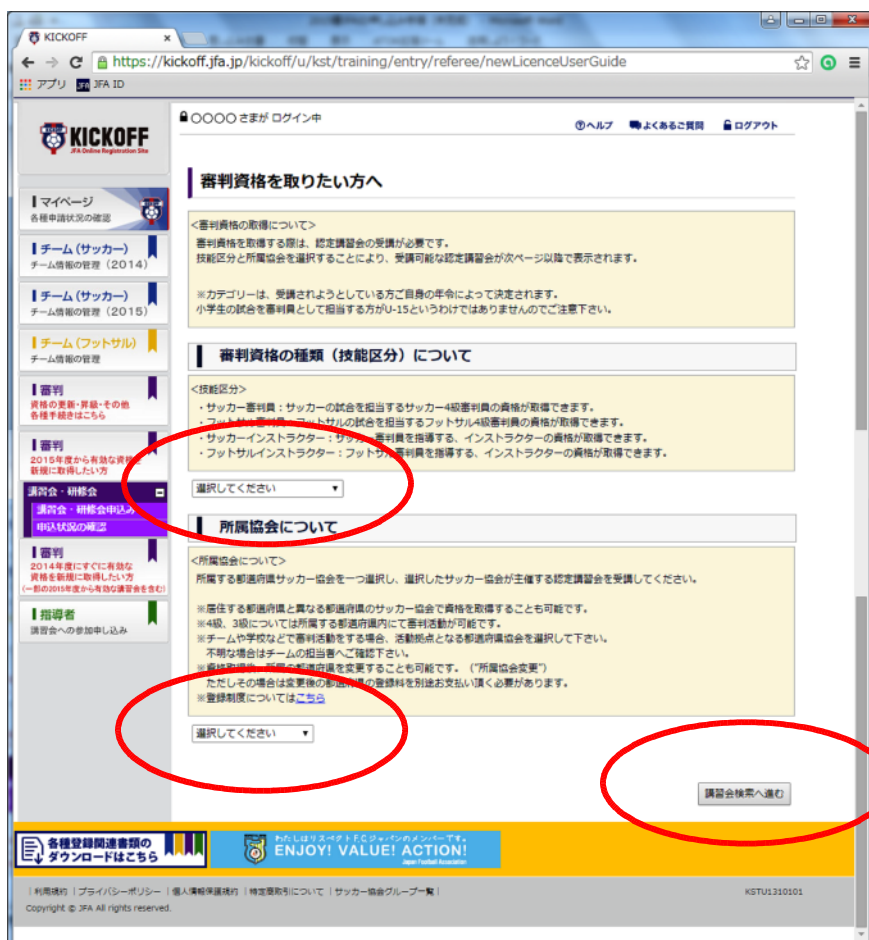 KICKOFF
https://kickoff.jfa.jp/kickoff/u/kst/training/entry/referee/newLicenceUserGuide
アプリ JFA ID
〇〇〇〇 さまが ログイン中
ヘルプ よくあるご質問 ログアウト
KICKOFF
JFA Online Registration Site
マイページ
各種申請状況の確認
チーム (サッカー)
チーム情報の管理 (2014)
チーム (サッカー)
チーム情報の管理 (2015)
チーム (フットサル)
チーム情報の管理
審判
資格の更新・昇級・その他
各種手続きはこちら
審判
2015年度から有効な資格を
新規に取得したい方
講習会・研修会
講習会・研修会申込み
申込状況の確認
審判
2014年度にすぐに有効な
資格を新規に取得したい方
(一部の2015年度から有効な講習会を含む)
指導者
講習会への参加申し込み
審判資格を取りたい方へ
<審判資格の取得について>
審判資格を取得する際は、認定講習会の受講が必要です。
技能区分と所属協会を選択することにより、受講可能な認定講習会が次ページ以降で表示されます。
※カテゴリーは、受講されようとしている方ご自身の年令によって決定されます。
小学生の試合を審判員として担当する方がU-15というわけではありませんのでご注意下さい。
審判資格の種類（技能区分）について
<技能区分>
・サッカー審判員：サッカーの試合を担当するサッカー4級審判員の資格が取得できます。
・フットサル審判員：フットサルの試合を担当するフットサル4級審判員の資格が取得できます。
・サッカーインストラクター：サッカー審判員を指導する、インストラクターの資格が取得できます。
・フットサルインストラクター：フットサル審判員を指導する、インストラクターの資格が取得できます。
選択してください
所属協会について
<所属協会について>
所属する都道府県サッカー協会を一つ選択し、選択したサッカー協会が主催する認定講習会を受講してください。
※居住する都道府県と異なる都道府県のサッカー協会で資格を取得することも可能です。
※4級、3級については所属する都道府県内にて審判活動が可能です。
※チームや学校などで審判活動をする場合、活動拠点となる都道府県協会を選択して下さい。
不明な場合はチームの担当者へご確認下さい。
※資格取得後、所属の都道府県を変更することも可能です。（"所属協会変更"）
ただしその場合は変更後の都道府県の登録料を別途お支払い頂く必要があります。
※登録制度についてはこちら
選択してください
講習会検索へ進む
各種登録関連書類の
ダウンロードはこちら
わたしはリスペクトF.C.ジャパンのメンバーです。
ENJOY! VALUE! ACTION!
Japan Football Association
| 利用規約 | プライバシーポリシー | 個人情報保護規約 | 特定商取引について | サッカー協会グループ一覧 |
KSTU1310101
Copyright © JFA All rights reserved.